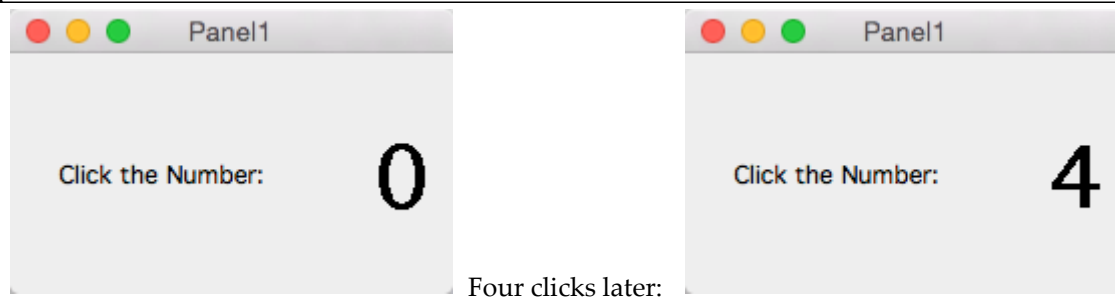 Panel1
Click the Number: 0
Four clicks later:
Panel1
Click the Number: 4